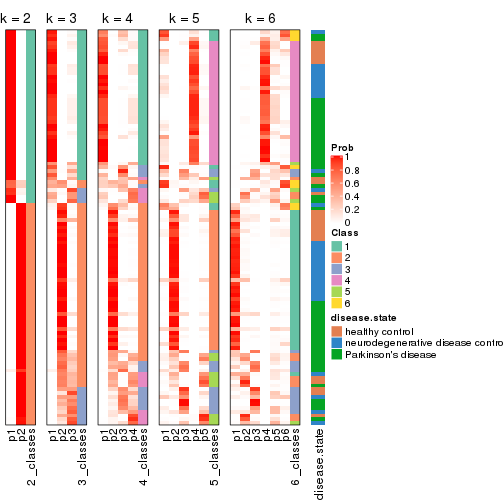 k = 2 k = 3 k = 4 k = 5 k = 6
Prob
1
0.8
0.6
0.4
0.2
0
Class
1
2
3
4
5
6
disease.state
healthy control
neurodegenerative disease contro
Parkinson's disease
p1 p2 2_classes p1 p2 p3 3_classes p1 p2 p3 p4 4_classes p1 p2 p3 p4 p5 5_classes p1 p2 p3 p4 p5 p6 6_classes disease.state